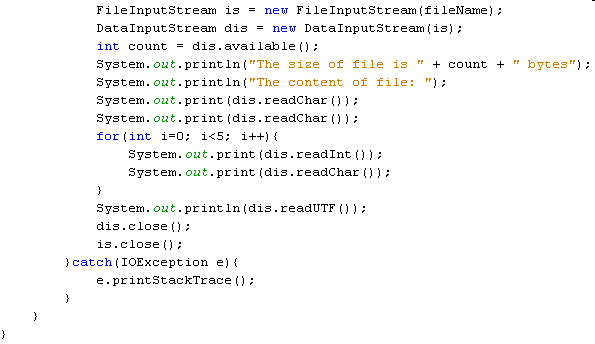 FileInputStream is = new FileInputStream(fileName);
DataInputStream dis = new DataInputStream(is);
int count = dis.available();
System.out.println("The size of file is " + count + " bytes");
System.out.println("The content of file: ");
System.out.print(dis.readChar());
System.out.print(dis.readChar());
for(int i=0; i<5; i++){
System.out.print(dis.readInt());
System.out.print(dis.readChar());
}
System.out.println(dis.readUTF());
dis.close();
is.close();
}catch(IOException e){
e.printStackTrace();
}
}
}